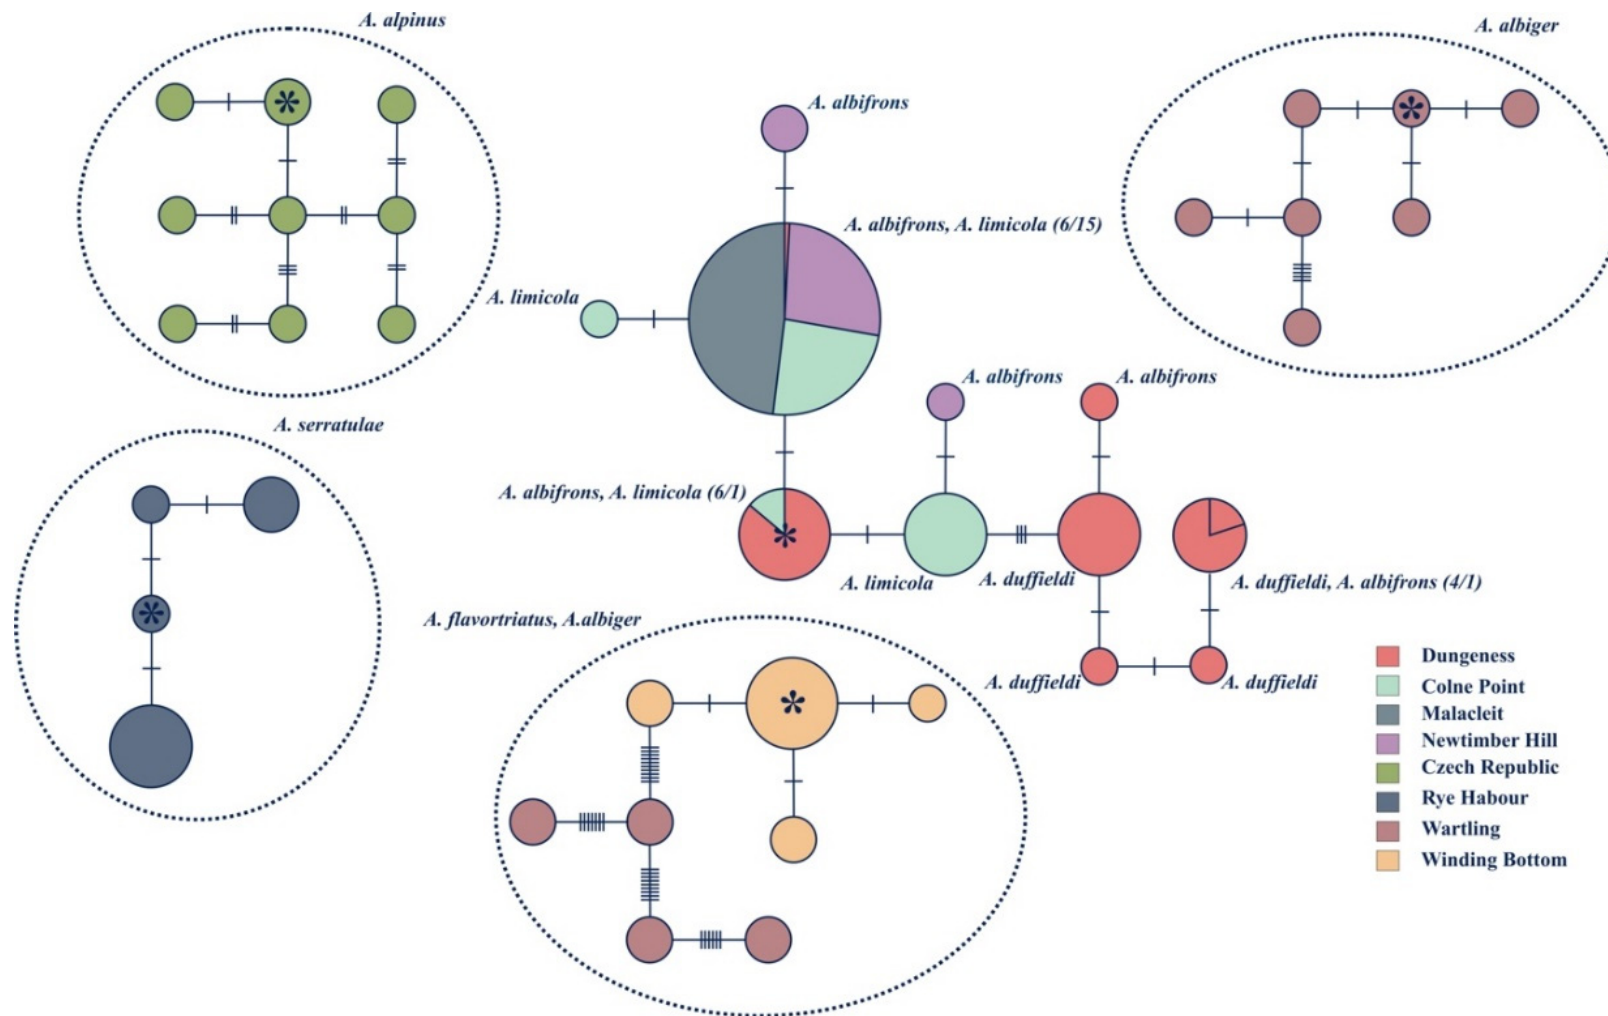 A. alpinus
A. albiger
A. albifrons
A. albifrons, A. limicola (6/15)
A. limicola
A. albifrons
A. albifrons
A. serratulae
A. albifrons, A. limicola (6/1)
A. limicola
A. duffieldi
A. duffieldi, A. albifrons (4/1)
A. flavortriatus, A.albiger
A. duffieldi
A. duffieldi
Dungeness
Colne Point
Malacleit
Newtimber Hill
Czech Republic
Rye Habour
Wartling
Winding Bottom